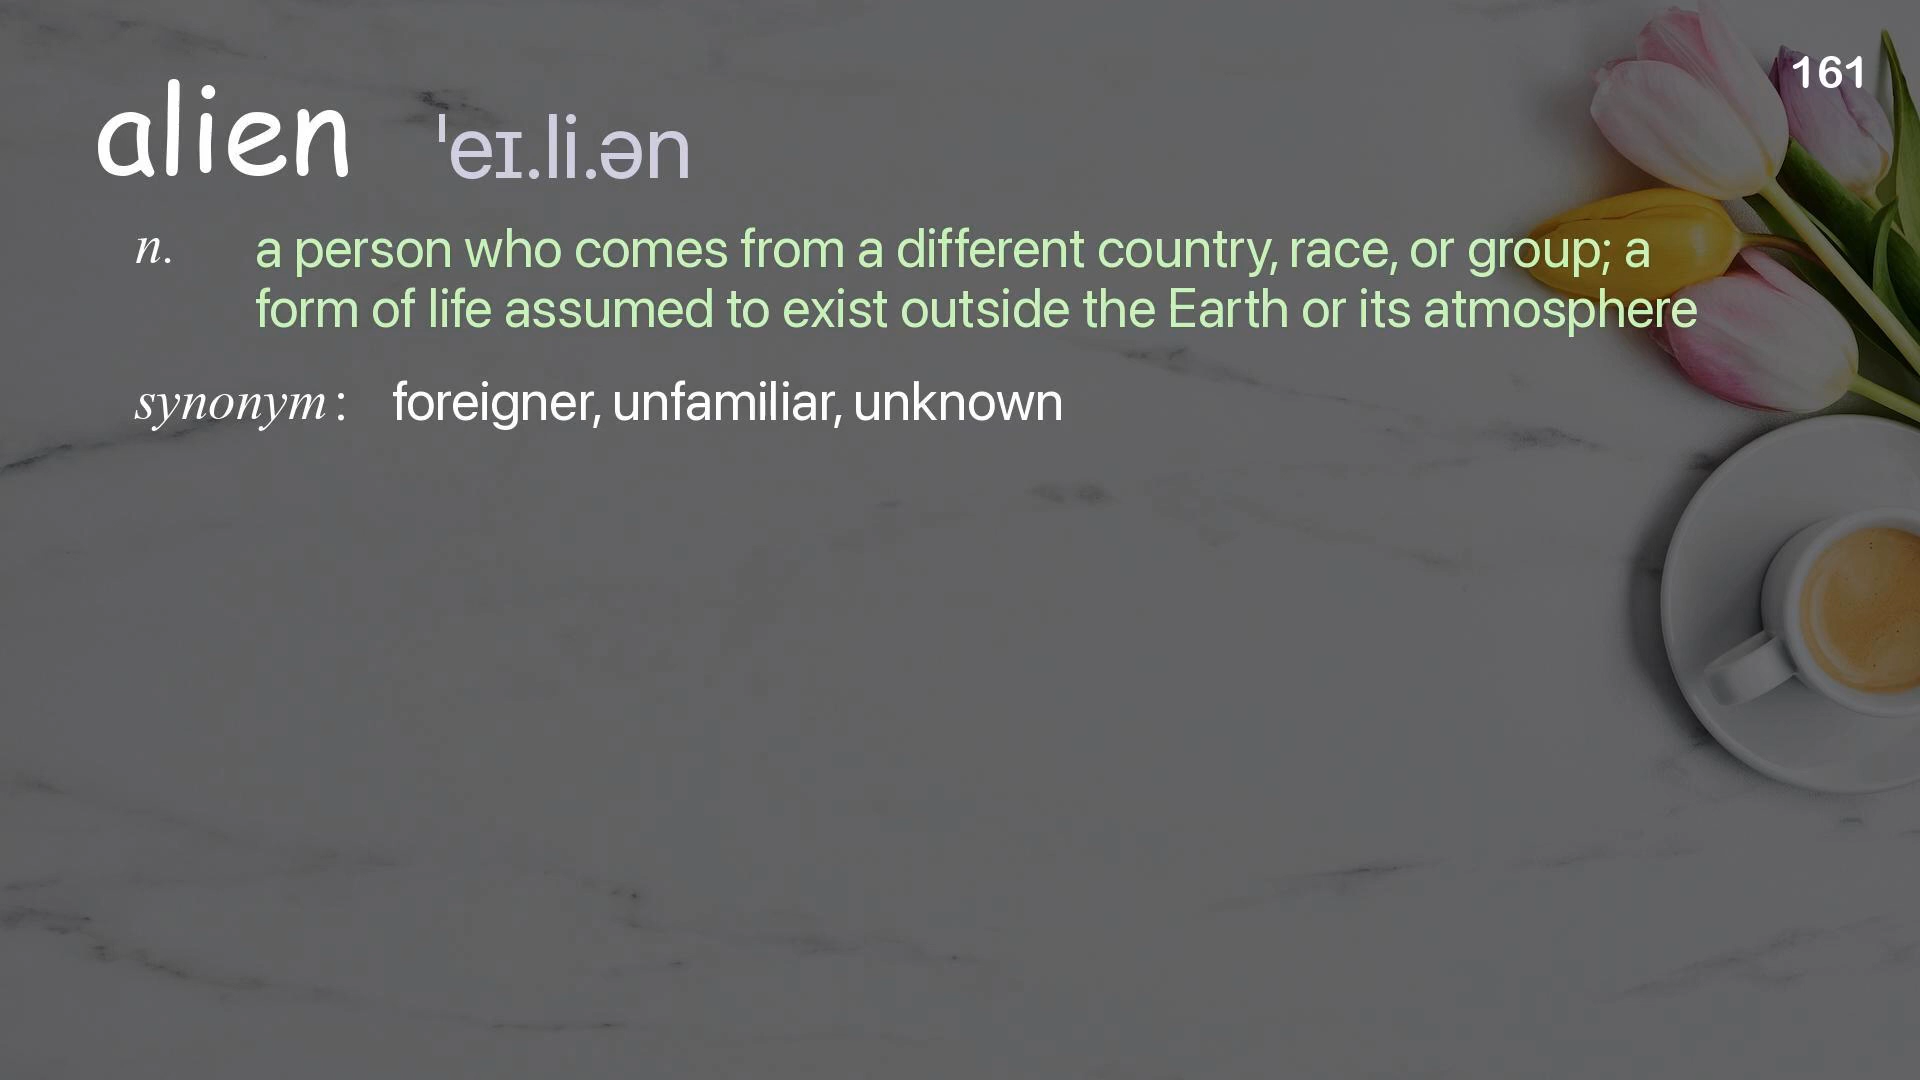 161
alien ˈeɪ.li.ən
n. a person who comes from a different country, race, or group; a
form of life assumed to exist outside the Earth or its atmosphere
synonym: foreigner, unfamiliar, unknown